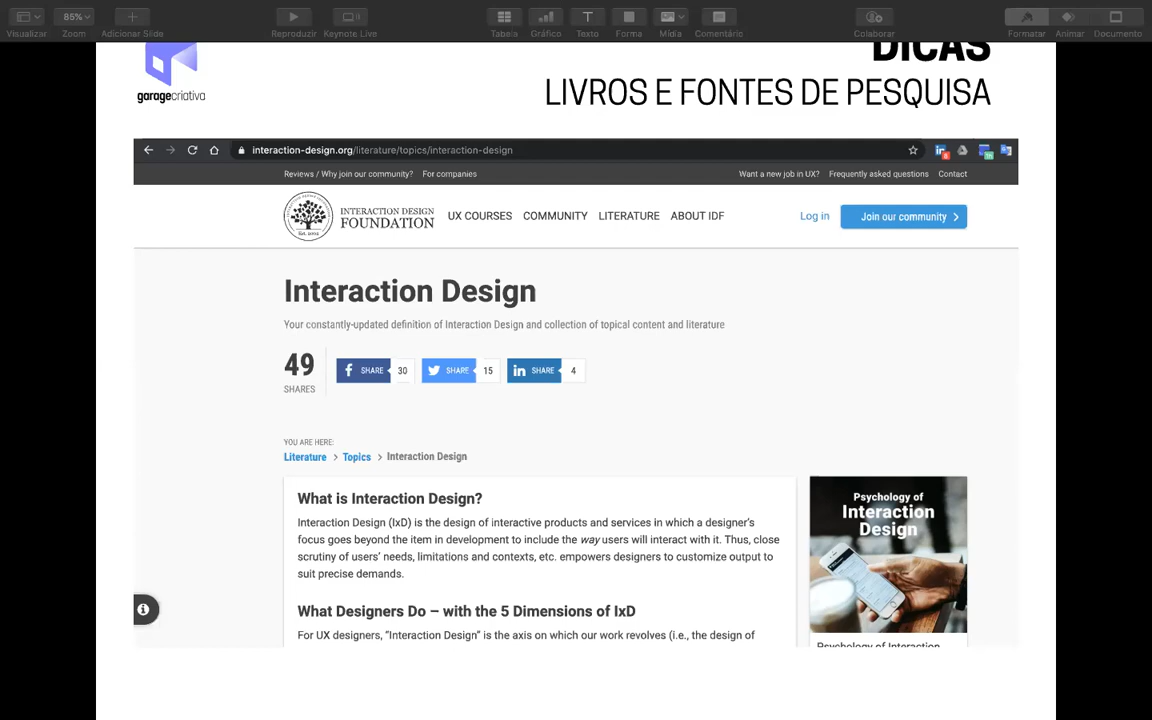 85%
Visualizar
Zoom
Adicionar Slide
Reproduzir
Keynote Live
Tabela
Gráfico
Texto
Forma
Mídia
Comentário
Colaborar
Formatar
Animar
Documento
DICAS
garagecriativa
LIVROS E FONTES DE PESQUISA
interaction-design.org/literature/topics/interaction-design
Reviews / Why join our community?
For companies
Want a new job in UX?
Frequently asked questions
Contact
INTERACTION DESIGN
FOUNDATION
Est. 2002
UX COURSES
COMMUNITY
LITERATURE
ABOUT IDF
Log in
Join our community
Interaction Design
Your constantly-updated definition of Interaction Design and collection of topical content and literature
49
SHARES
SHARE
30
SHARE
15
SHARE
4
YOU ARE HERE:
Literature > Topics > Interaction Design
What is Interaction Design?
Interaction Design (IxD) is the design of interactive products and services in which a designer's
focus goes beyond the item in development to include the way users will interact with it. Thus, close
scrutiny of users' needs, limitations and contexts, etc. empowers designers to customize output to
suit precise demands.
What Designers Do – with the 5 Dimensions of IxD
For UX designers, "Interaction Design" is the axis on which our work revolves (i.e., the design of
Psychology of
Interaction
Design
Psychology of Interaction